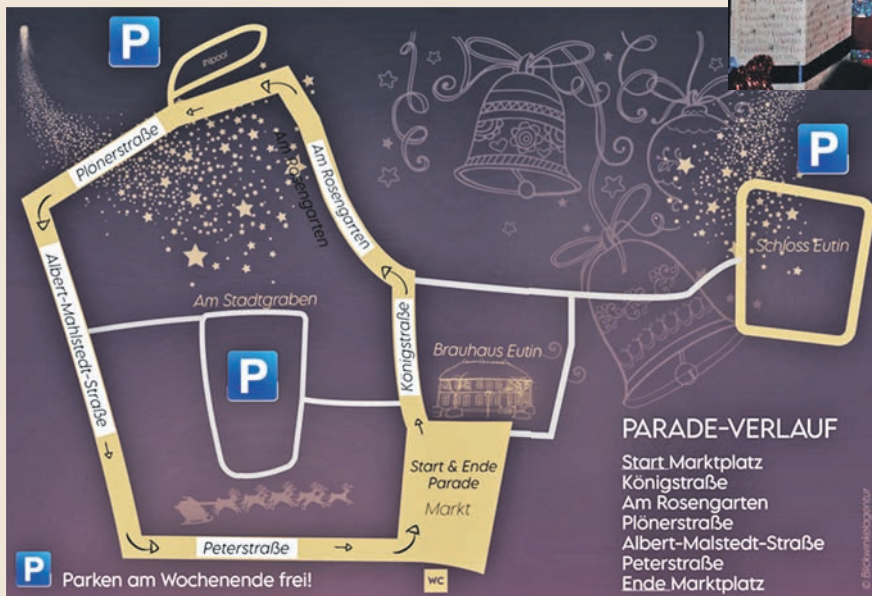 P
Ihlpool
Plönerstraße
Am Rosengarten
Am Rosengarten
P
Schloss Eutin
Albert-Mahlstedt-Straße
Am Stadtgraben
P
Königstraße
Brauhaus Eutin
Start & Ende
Parade
Markt
Peterstraße
WC
P Parken am Wochenende frei!
PARADE-VERLAUF
Start Marktplatz
Königstraße
Am Rosengarten
Plönerstraße
Albert-Malstedt-Straße
Peterstraße
Ende Marktplatz
© Blickwinkelagentur